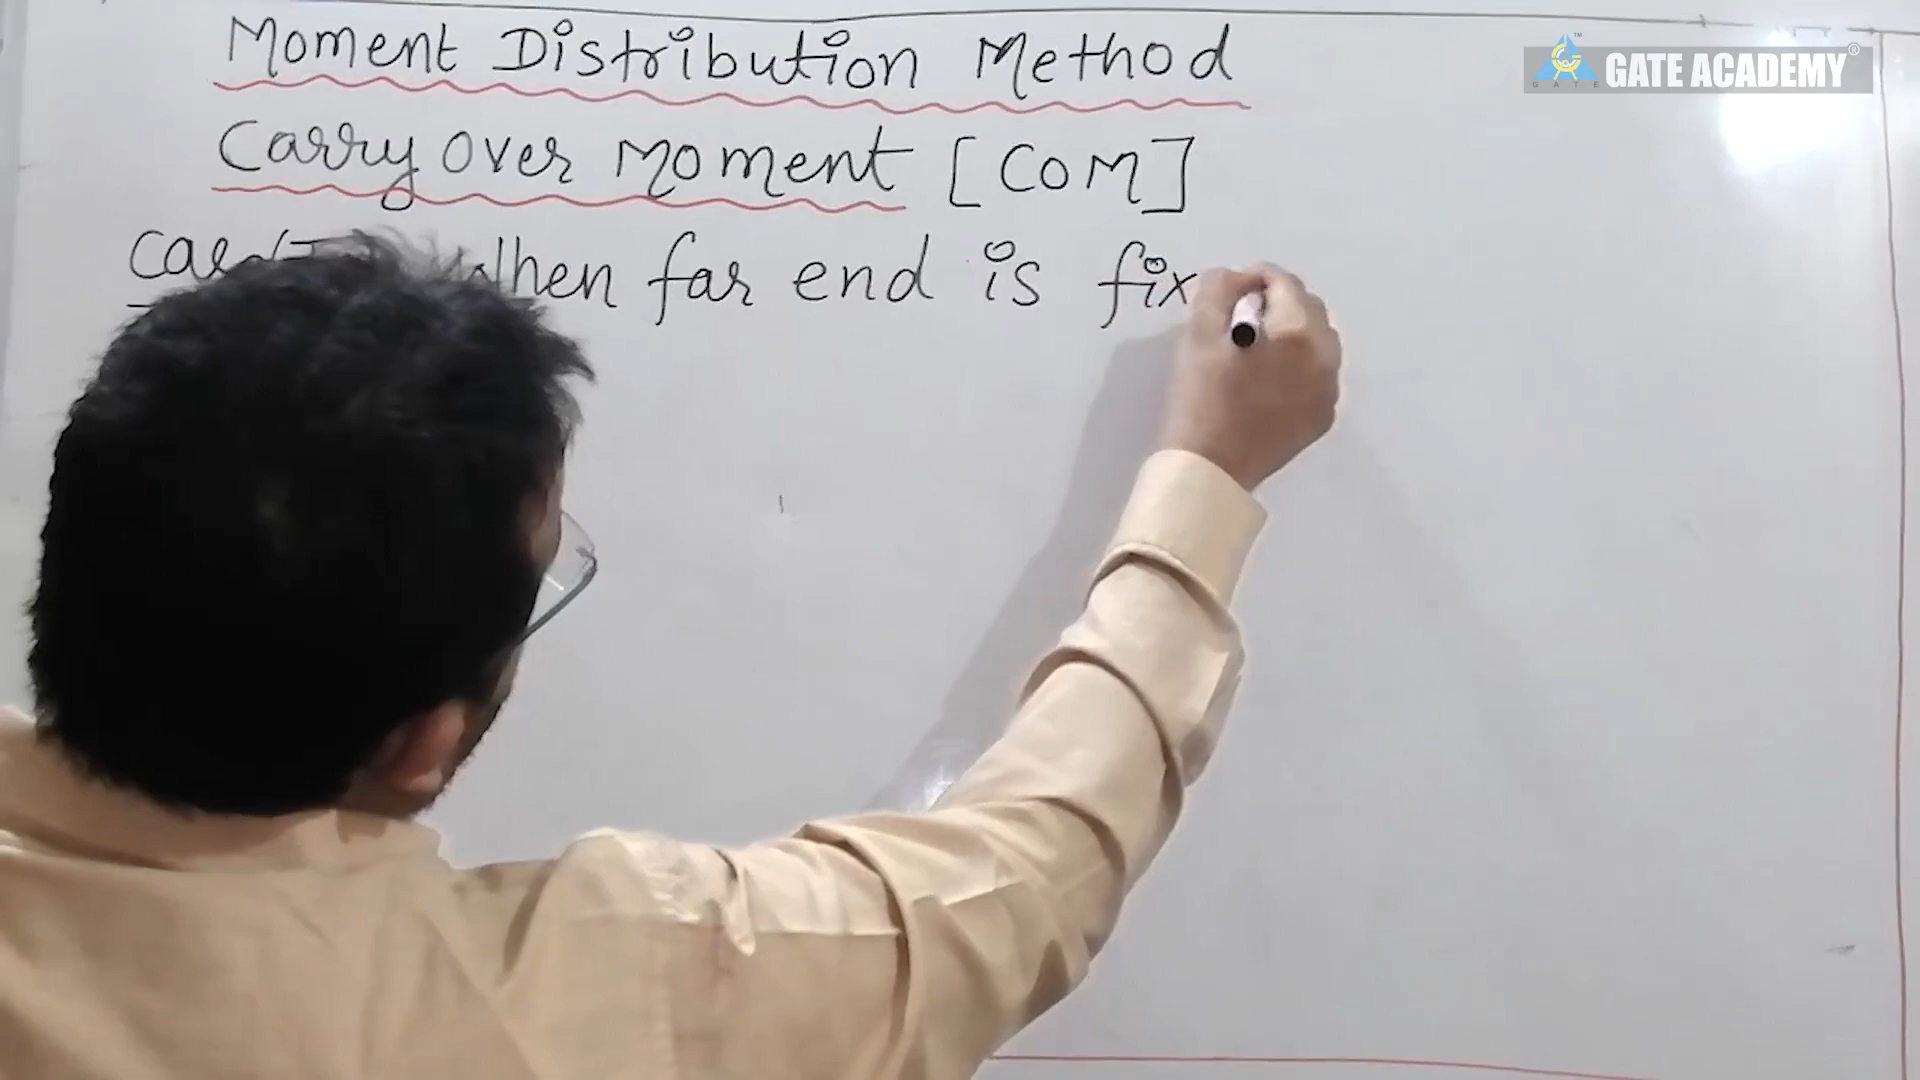 Moment Distribution Method
GATE ACADEMY
Carry over Moment [COM]
When far end is fix